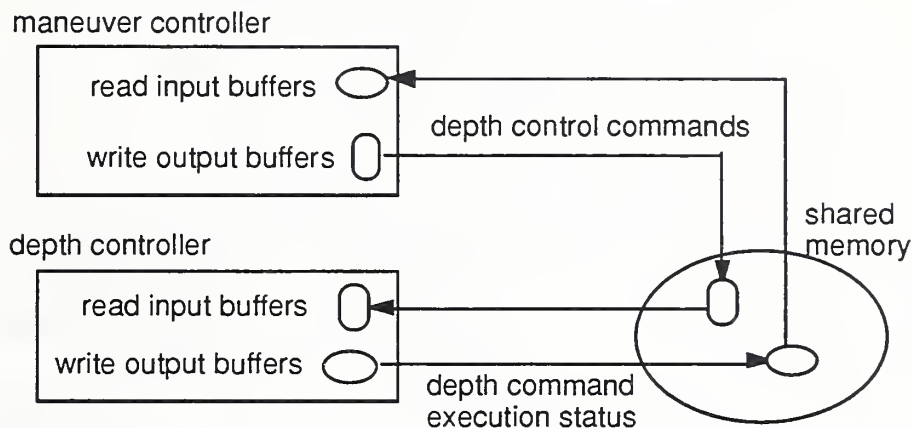 maneuver controller
read input buffers
write output buffers
depth control commands
shared
memory
depth controller
read input buffers
write output buffers
depth command
execution status